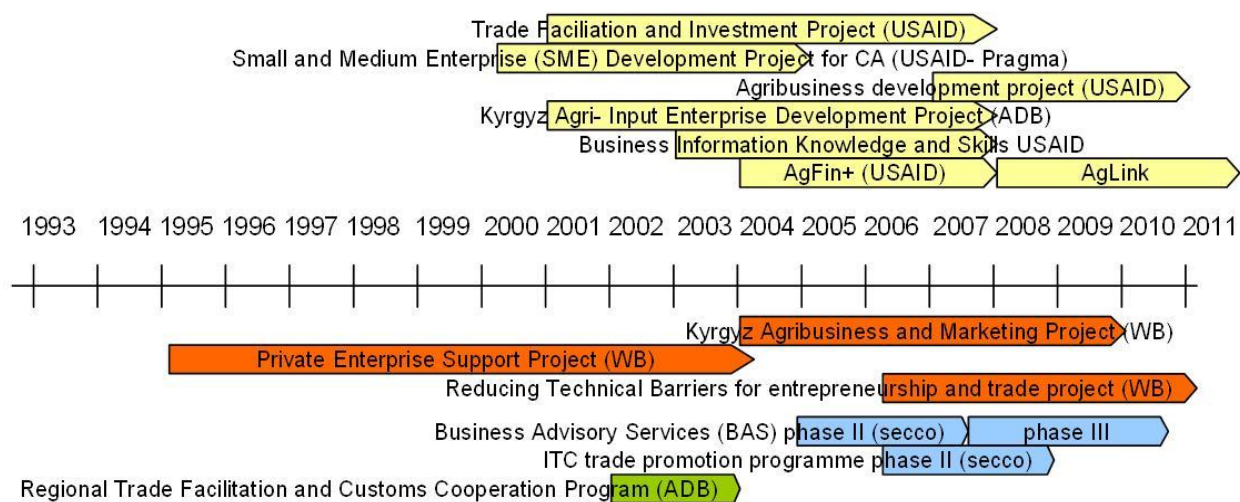 Trade Faciliation and Investment Project (USAID)
Small and Medium Enterprise (SME) Development Project for CA (USAID- Pragma)
Agribusiness development project (USAID)
Kyrgyz Agri- Input Enterprise Development Project (ADB)
Business Information Knowledge and Skills USAID
AgFin+ (USAID) AgLink
1993 1994 1995 1996 1997 1998 1999 2000 2001 2002 2003 2004 2005 2006 2007 2008 2009 2010 2011
Kyrgyz Agribusiness and Marketing Project (WB)
Private Enterprise Support Project (WB)
Reducing Technical Barriers for entrepreneurship and trade project (WB)
Business Advisory Services (BAS) phase II (secco) phase III
ITC trade promotion programme phase II (secco)
Regional Trade Facilitation and Customs Cooperation Program (ADB)